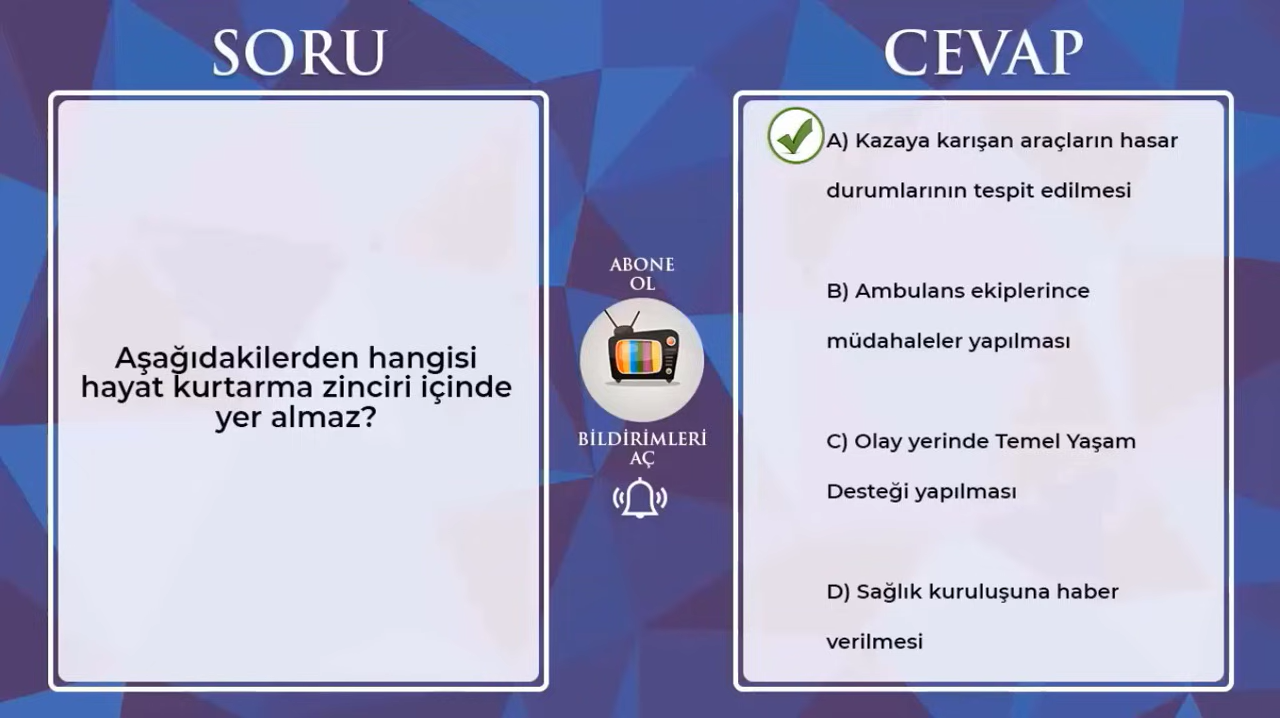 SORU
Aşağıdakilerden hangisi
hayat kurtarma zinciri içinde
yer almaz?
ABONE
OL
BİLDİRİMLERİ
AÇ
CEVAP
A) Kazaya karışan araçların hasar
durumlarının tespit edilmesi
B) Ambulans ekiplerince
müdahaleler yapılması
C) Olay yerinde Temel Yaşam
Desteği yapılması
D) Sağlık kuruluşuna haber
verilmesi